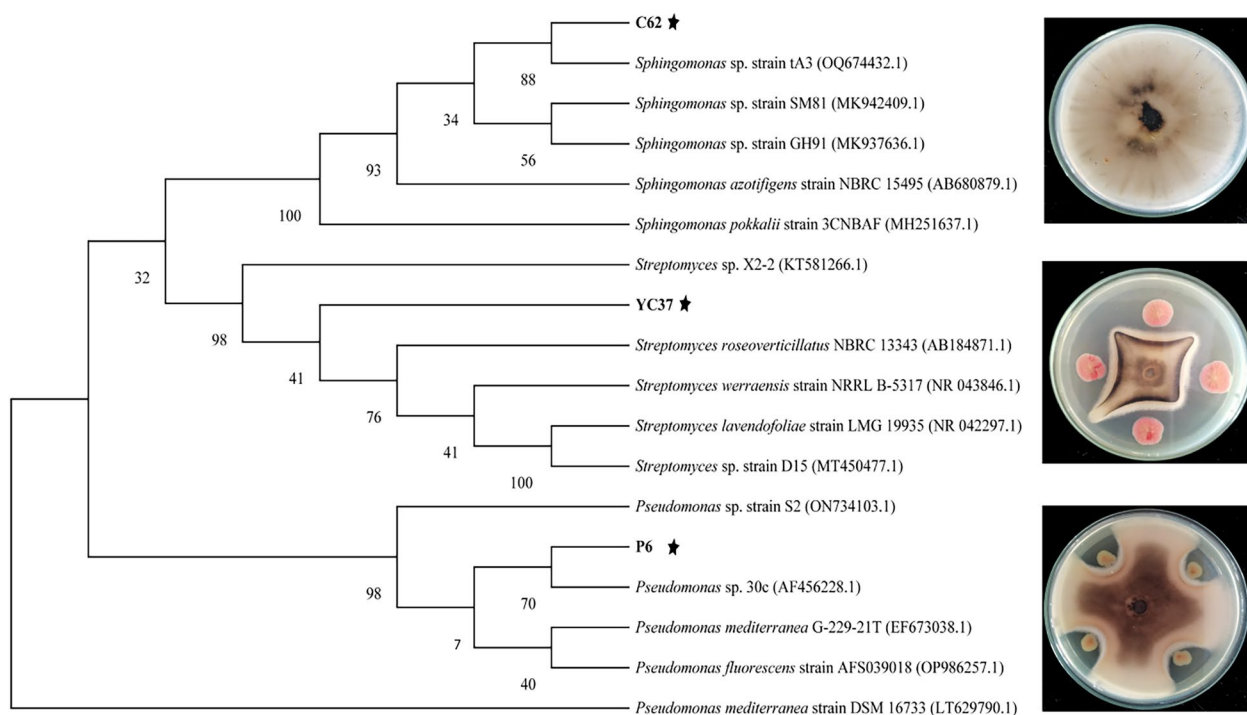 C62
Sphingomonas sp. strain tA3 (OQ674432.1)
88
Sphingomonas sp. strain SM81 (MK942409.1)
34
Sphingomonas sp. strain GH91 (MK937636.1)
56
93
Sphingomonas azotifigens strain NBRC 15495 (AB680879.1)
100
Sphingomonas pokkalii strain 3CNBAF (MH251637.1)
Streptomyces sp. X2-2 (KT581266.1)
32
YC37
98
Streptomyces roseoverticillatus NBRC 13343 (AB184871.1)
41
Streptomyces werraensis strain NRRL B-5317 (NR 043846.1)
76
Streptomyces lavendofoliae strain LMG 19935 (NR 042297.1)
41
Streptomyces sp. strain D15 (MT450477.1)
100
Pseudomonas sp. strain S2 (ON734103.1)
P6
Pseudomonas sp. 30c (AF456228.1)
98
70
Pseudomonas mediterranea G-229-21T (EF673038.1)
7
Pseudomonas fluorescens strain AFS039018 (OP986257.1)
40
Pseudomonas mediterranea strain DSM 16733 (LT629790.1)